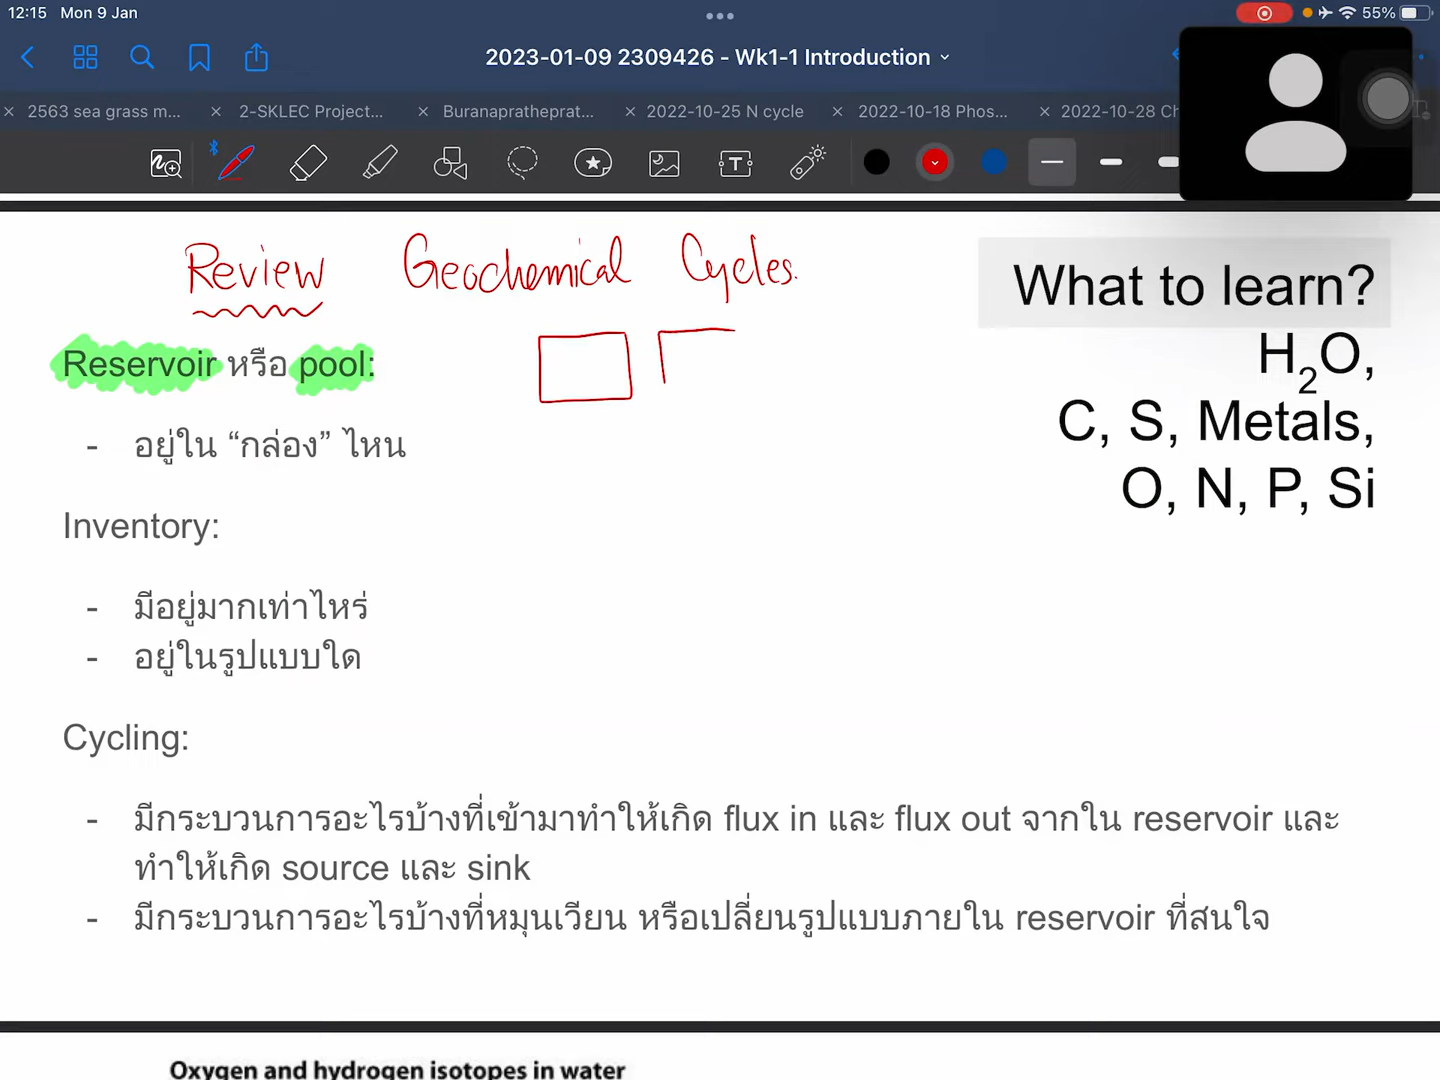 12:15 Mon 9 Jan
55%
2023-01-09 2309426 - Wk1-1 Introduction
2563 sea grass m...
2-SKLEC Project...
Buranapratheprat...
2022-10-25 N cycle
2022-10-18 Phos...
2022-10-28 Ch
Review Geochemical Cycles.
What to learn?
H₂O,
C, S, Metals,
O, N, P, Si
Reservoir หรือ pool:
- อยู่ใน “กล่อง” ไหน
Inventory:
- มีอยู่มากเท่าไหร่
- อยู่ในรูปแบบใด
Cycling:
- มีกระบวนการอะไรบ้างที่เข้ามาทำให้เกิด flux in และ flux out จากใน reservoir และ
ทำให้เกิด source และ sink
- มีกระบวนการอะไรบ้างที่หมุนเวียน หรือเปลี่ยนรูปแบบภายใน reservoir ที่สนใจ
Oxygen and hydrogen isotopes in water